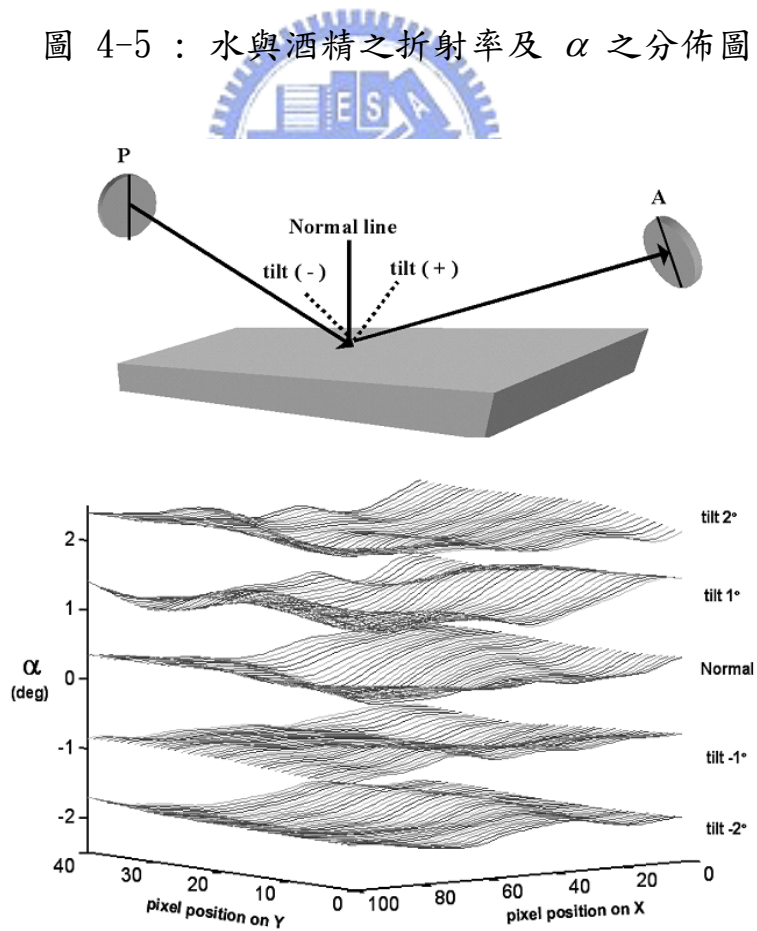 圖 4-5 : 水與酒精之折射率及 α 之分佈圖
E S A
P
A
Normal line
tilt ( - )
tilt ( + )
tilt 2°
2
tilt 1°
1
α
(deg)
0
Normal
-1
tilt -1°
-2
tilt -2°
40
30
20
10
0
pixel position on Y
100
80
60
40
20
0
pixel position on X